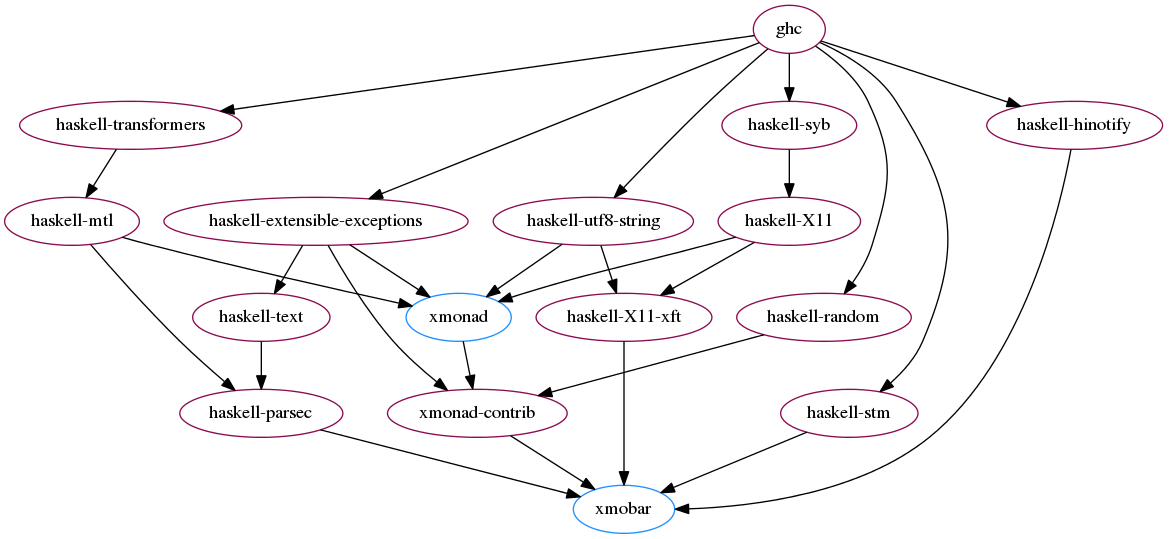 ghc
haskell-transformers
haskell-syb
haskell-hinotify
haskell-mtl
haskell-extensible-exceptions
haskell-utf8-string
haskell-X11
haskell-text
xmonad
haskell-X11-xft
haskell-random
haskell-parsec
xmonad-contrib
haskell-stm
xmobar